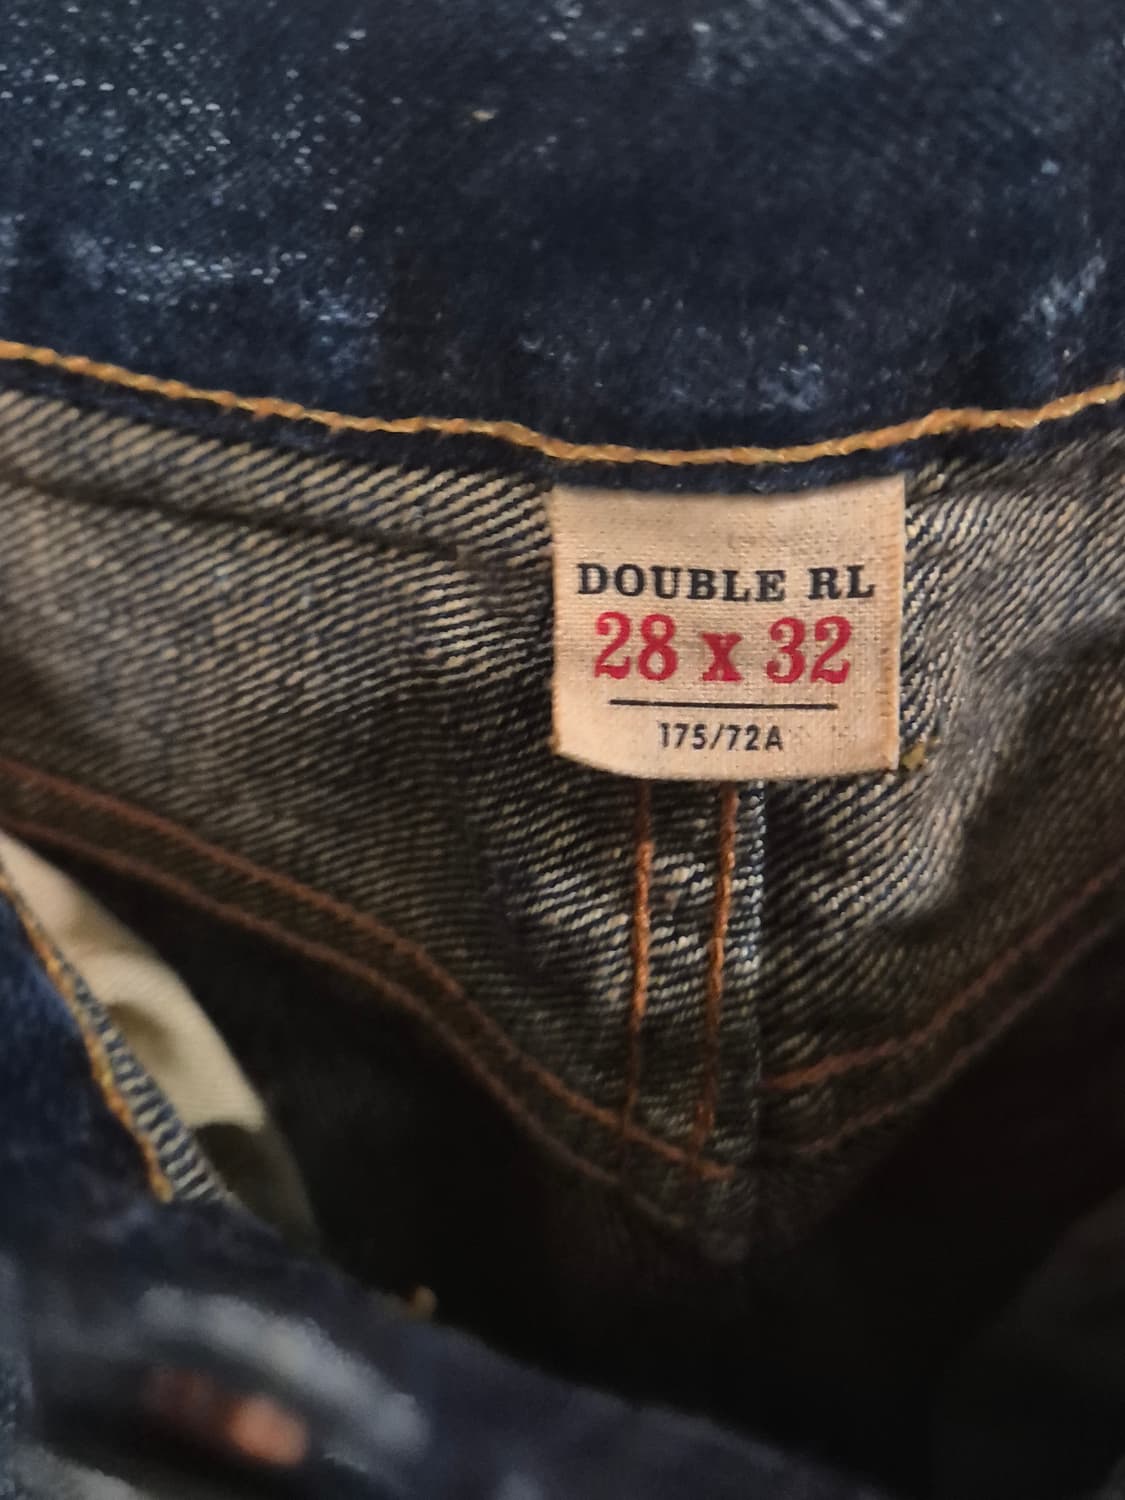 DOUBLE RL
28 x 32
175/72A